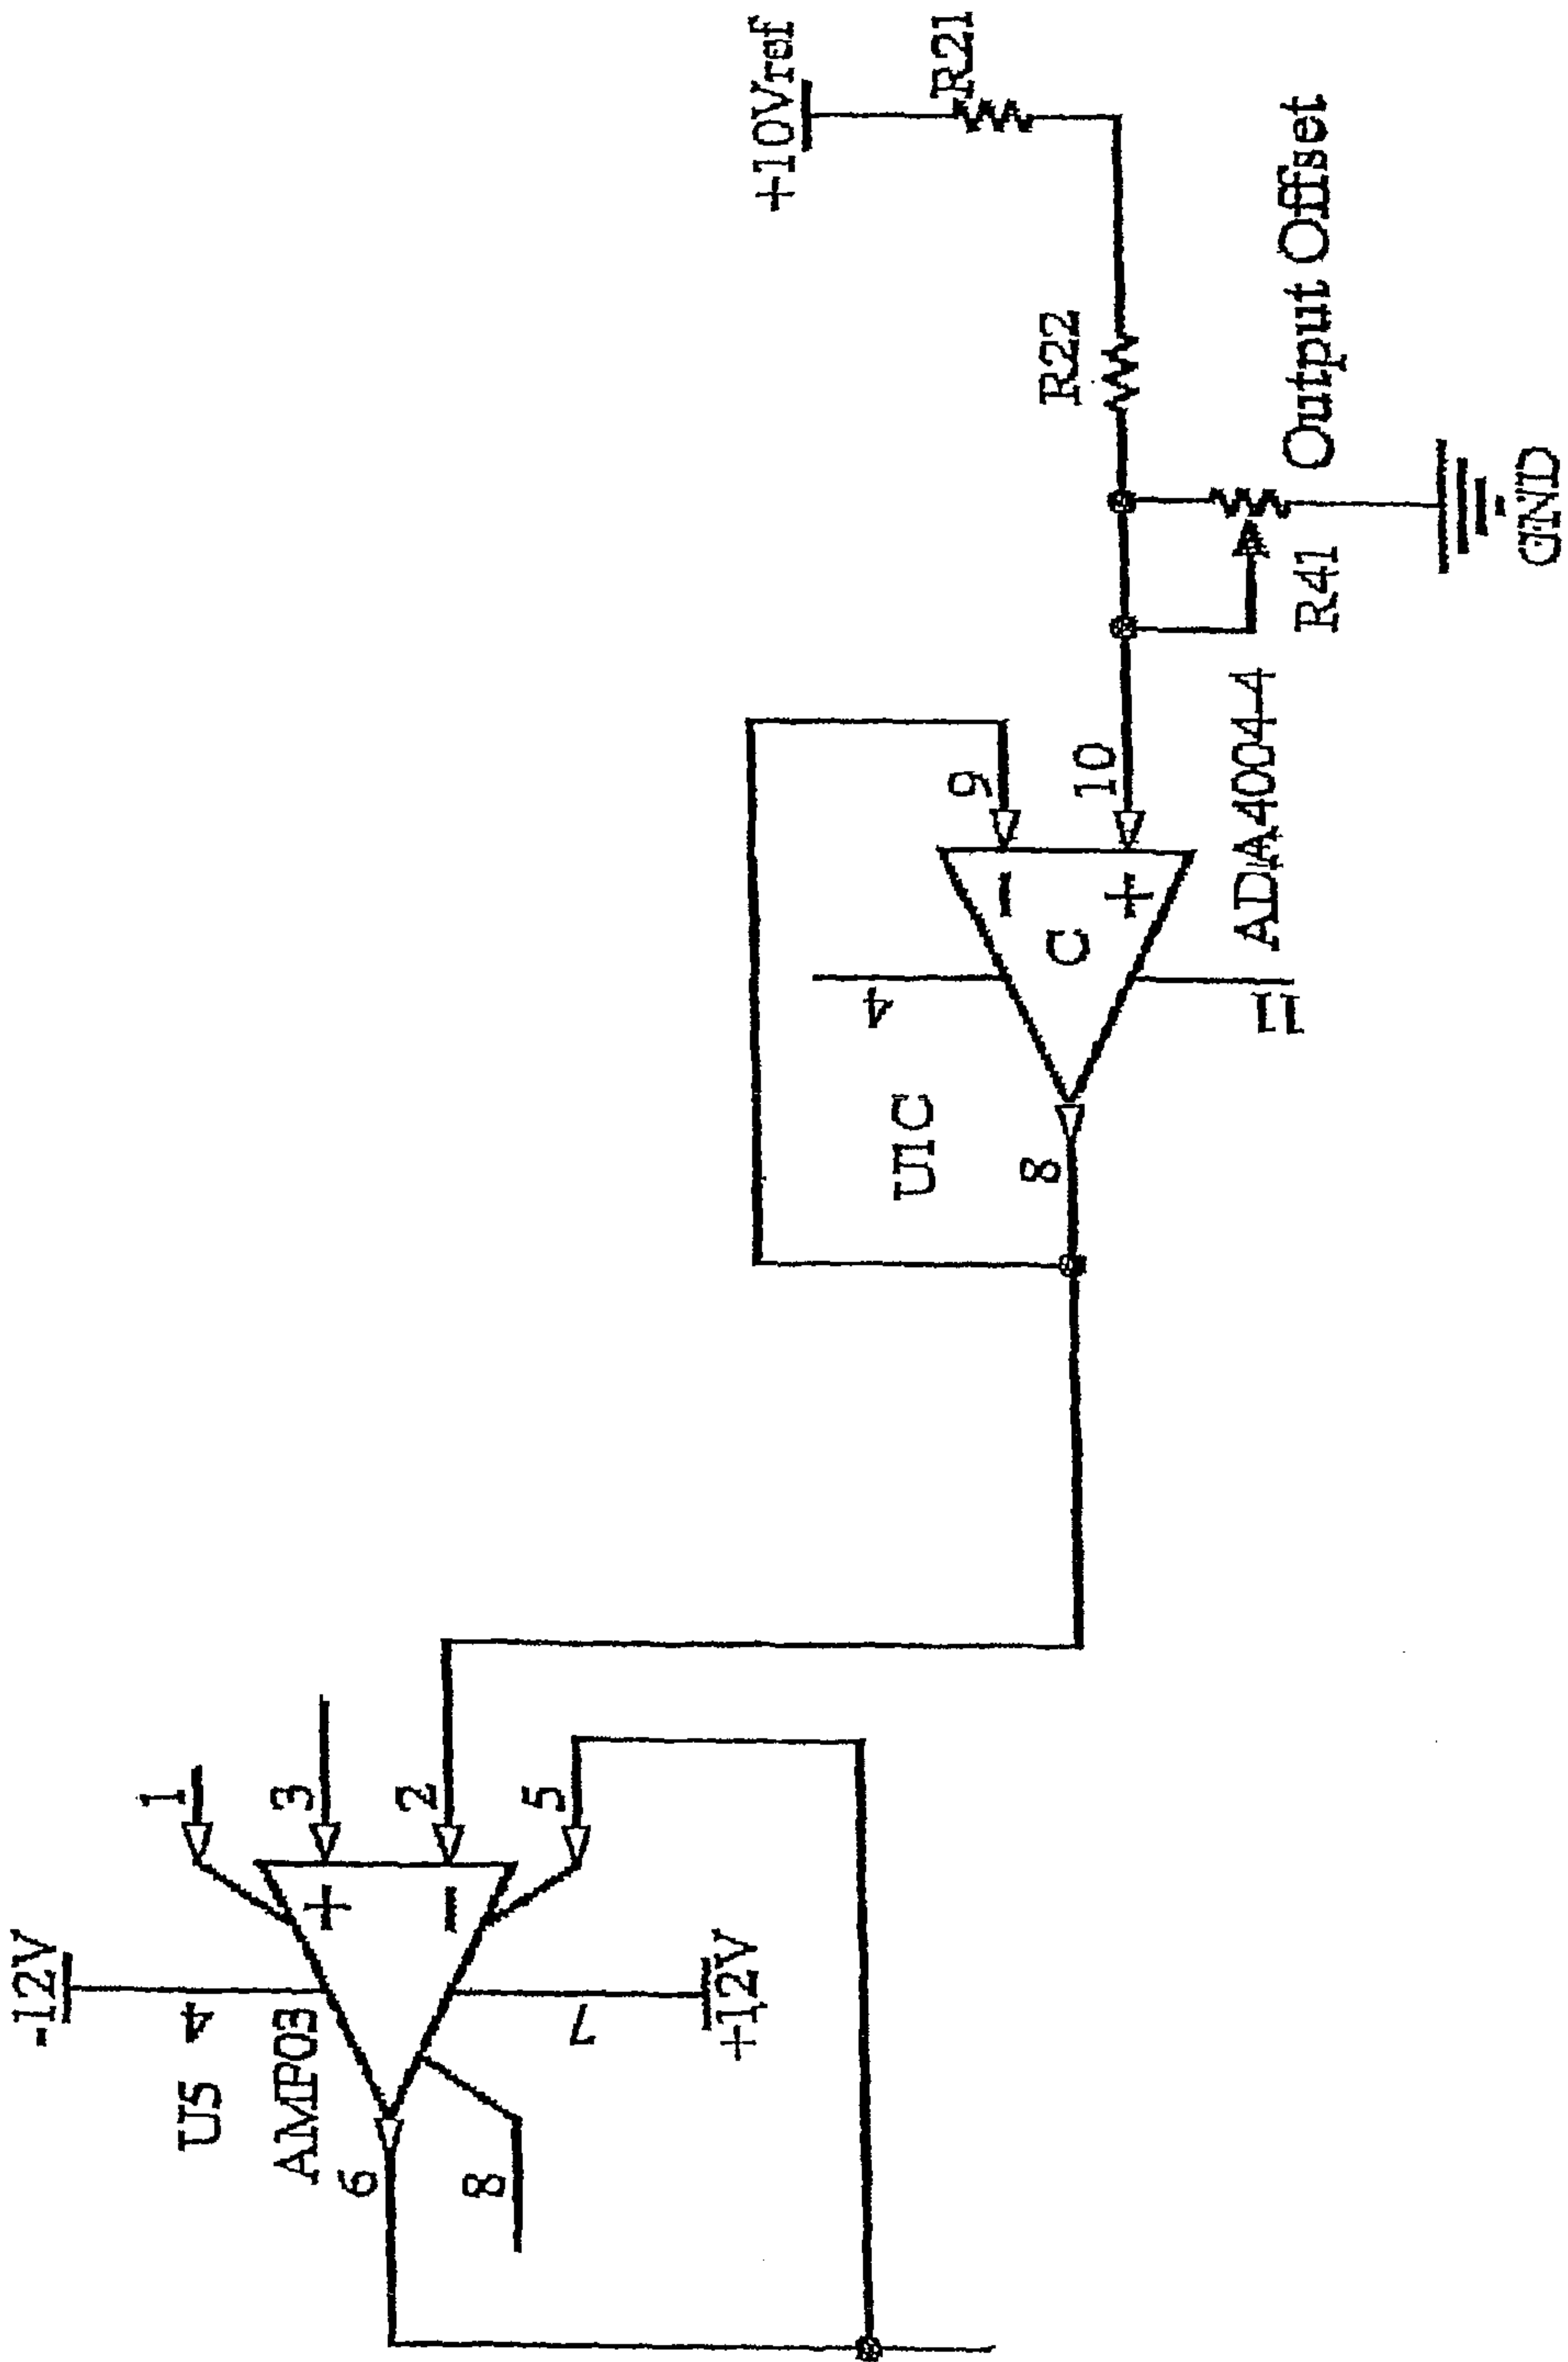 -12V
U5
4
AMP03
1
3
2
5
+
-
6
8
7
+12V
+10Vref
R21
R22
9
10
-
+
C
4
U1C
8
11
ADA4004-4
R41
Output Offset
GND